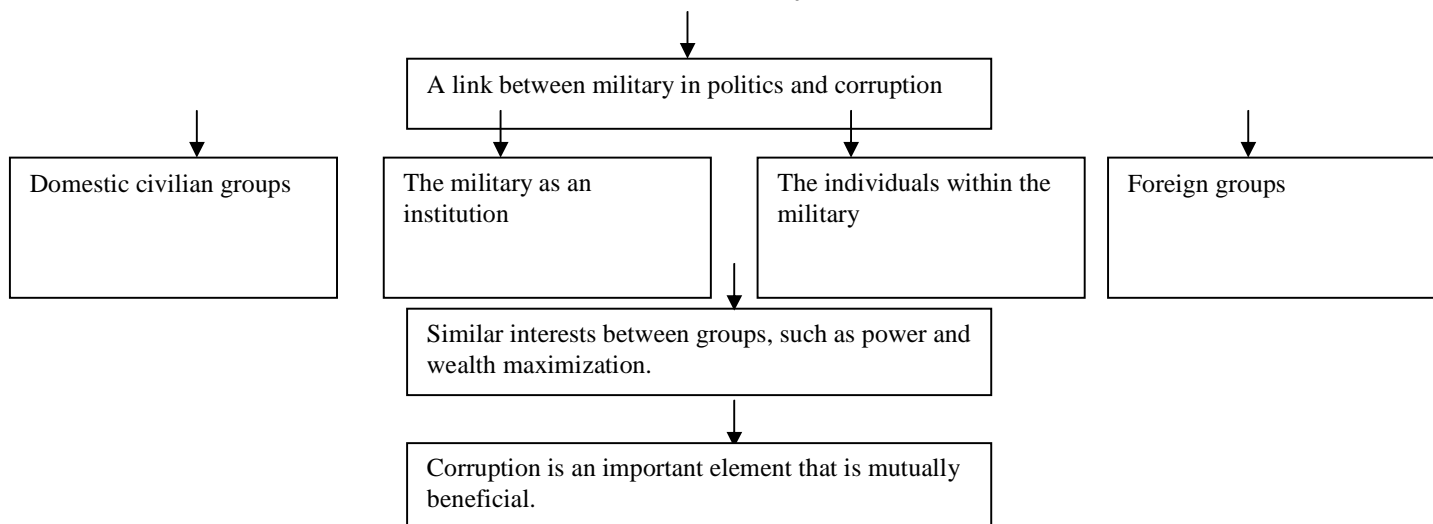 A link between military in politics and corruption
Domestic civilian groups
The military as an
institution
The individuals within the
military
Foreign groups
Similar interests between groups, such as power and
wealth maximization.
Corruption is an important element that is mutually
beneficial.